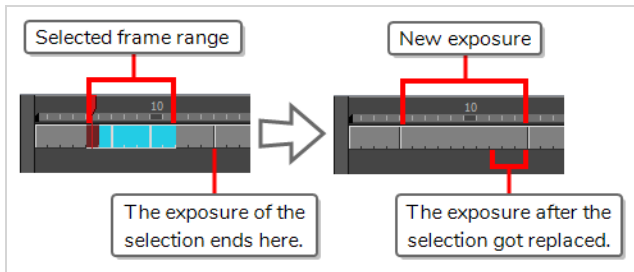 Selected frame range
New exposure
10
10
The exposure of the
selection ends here.
The exposure after the
selection got replaced.